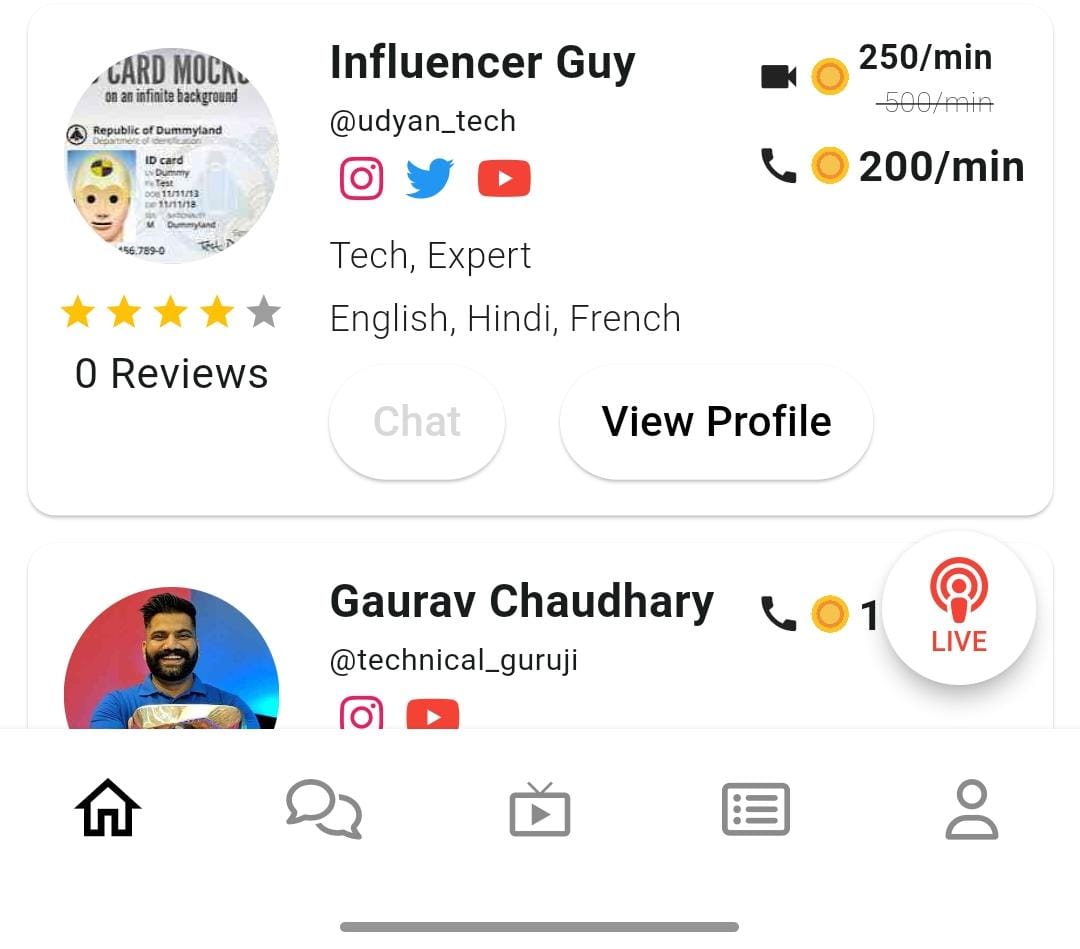 CARD MOCK
on an infinite background
Republic of Dummyland
Department of Identification
ID card
Dummy
Test
11/11/13
11/11/18
M Dummyland
456.789-0
Influencer Guy
@udyan_tech
Tech, Expert
English, Hindi, French
250/min
500/min
200/min
0 Reviews
Chat
View Profile
Gaurav Chaudhary
@technical_guruji
1
LIVE